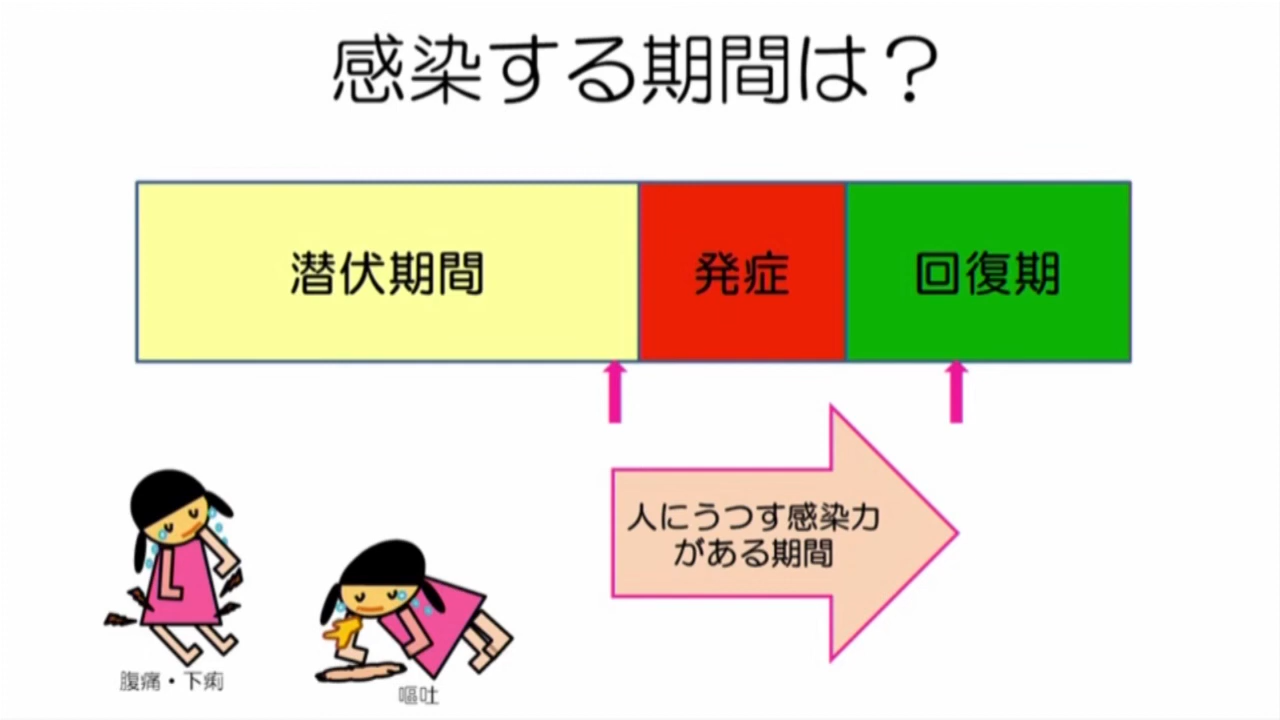 感染する期間は？
潜伏期間
発症
回復期
人にうつす感染力
がある期間
腹痛・下痢
嘔吐